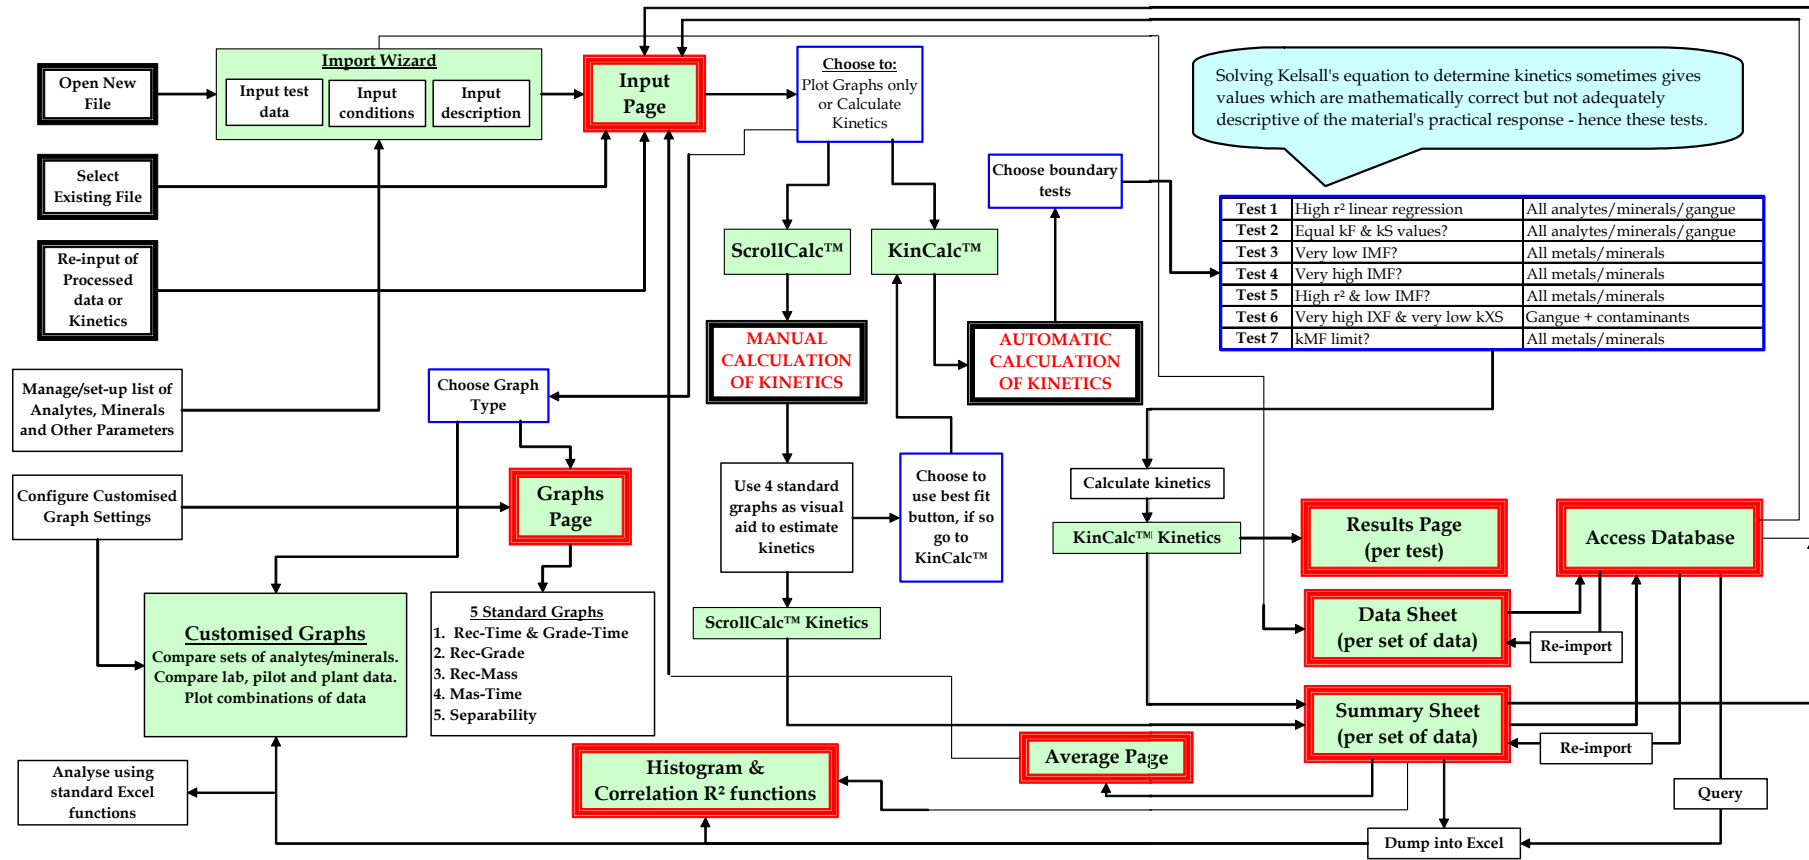 Open New
File
Select
Existing File
Re-input of
Processed
data or
Kinetics
Import Wizard
Input test
data
Input
conditions
Input
description
Input
Page
Choose to:
Plot Graphs only
or Calculate
Kinetics
Solving Kelsall's equation to determine kinetics sometimes gives
values which are mathematically correct but not adequately
descriptive of the material's practical response - hence these tests.
Choose boundary
tests
Test 1 High r² linear regression All analytes/minerals/gangue
Test 2 Equal kF & kS values? All analytes/minerals/gangue
Test 3 Very low IMF? All metals/minerals
Test 4 Very high IMF? All metals/minerals
Test 5 High r² & low IMF? All metals/minerals
Test 6 Very high IXF & very low kXS Gangue + contaminants
Test 7 kMF limit? All metals/minerals
ScrollCalc™
KinCalc™
MANUAL
CALCULATION
OF KINETICS
AUTOMATIC
CALCULATION
OF KINETICS
Manage/set-up list of
Analytes, Minerals
and Other Parameters
Choose Graph
Type
Configure Customised
Graph Settings
Graphs
Page
Use 4 standard
graphs as visual
aid to estimate
kinetics
Choose to
use best fit
button, if so
go to
KinCalc™
Calculate kinetics
KinCalc™ Kinetics
Results Page
(per test)
Access Database
Customised Graphs
Compare sets of analytes/minerals.
Compare lab, pilot and plant data.
Plot combinations of data
5 Standard Graphs
1. Rec-Time & Grade-Time
2. Rec-Grade
3. Rec-Mass
4. Mas-Time
5. Separability
ScrollCalc™ Kinetics
Data Sheet
(per set of data)
Re-import
Summary Sheet
(per set of data)
Re-import
Average Page
Histogram &
Correlation R² functions
Analyse using
standard Excel
functions
Query
Dump into Excel